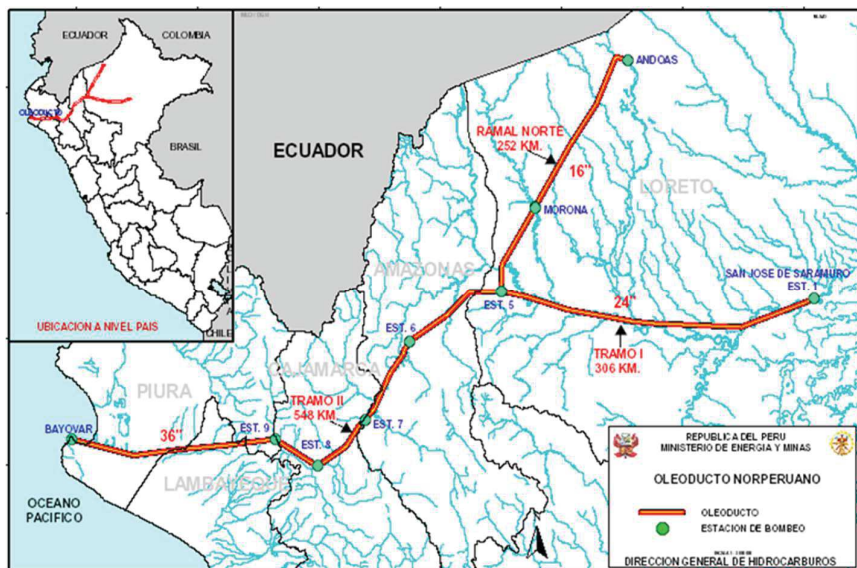 ECUADOR
COLOMBIA
OLEODUCTO
BRASIL
CHILE
UBICACION A NIVEL PAIS
ECUADOR
ANDOAS
RAMAL NORTE
252 KM.
16"
LORETO
MORONA
AMAZONAS
SAN JOSE DE SARAMURO
EST. 1
EST. 5
24"
TRAMO I
306 KM.
EST. 6
CAJAMARCA
TRAMO II
548 KM.
EST. 7
PIURA
BAYOVAR
36"
EST. 9
EST. 8
LAMBAYEQUE
OCEANO
PACIFICO
REPUBLICA DEL PERU
MINISTERIO DE ENERGIA Y MINAS
OLEODUCTO NORPERUANO
OLEODUCTO
ESTACION DE BOMBEO
DIRECCION GENERAL DE HIDROCARBUROS